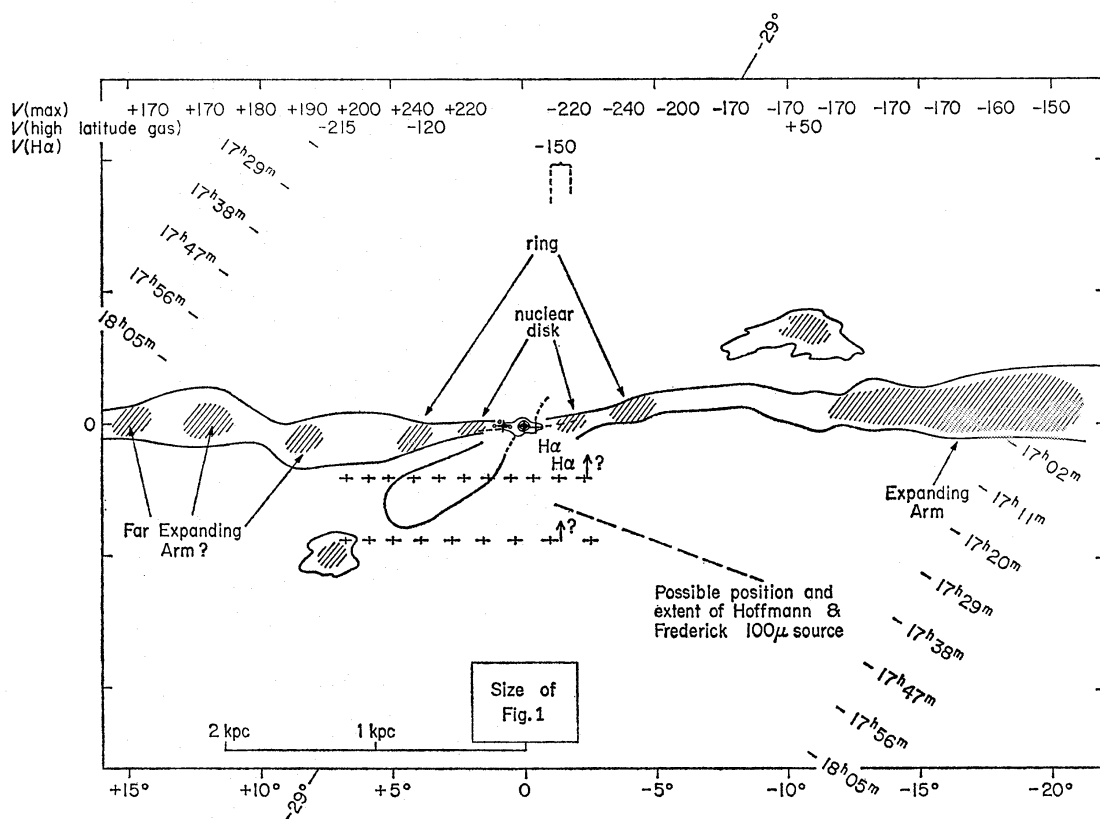 -29°
V(max) +170 +170 +180 +190 +200 +240 +220 -220 -240 -200 -170 -170 -170 -170 -170 -160 -150
V(high latitude gas) -215 -120 +50
V(Hα) -150
17ʰ29ᵐ
17ʰ38ᵐ
17ʰ47ᵐ
17ʰ56ᵐ
18ʰ05ᵐ
ring
nuclear
disk
0
Hα
Hα ?
?
Far Expanding
Arm ?
Expanding
Arm
17ʰ02ᵐ
17ʰ11ᵐ
17ʰ20ᵐ
17ʰ29ᵐ
17ʰ38ᵐ
17ʰ47ᵐ
17ʰ56ᵐ
18ʰ05ᵐ
Possible position and
extent of Hoffmann &
Frederick 100μ source
Size of
Fig.1
2 kpc 1 kpc
+15° +10° +5° 0 -5° -10° -15° -20°
-29°